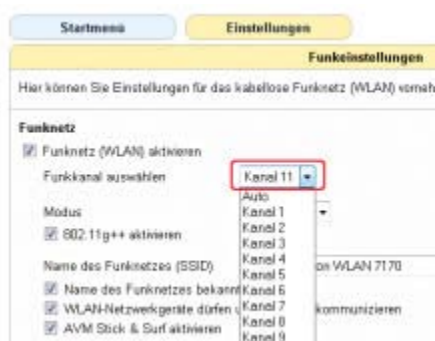 Startmenü
Einstellungen
Funkeinstellungen
Hier können Sie Einstellungen für das kabellose Funknetz (WLAN) vorneh
Funknetz
Funknetz (WLAN) aktivieren
Funkkanal auswählen
Kanal 11
Auto
Kanal 1
Modus
Kanal 2
802.11g++ aktivieren
Kanal 3
Kanal 4
Name des Funknetzes (SSID)
on WLAN 7170
Kanal 5
Name des Funknetzes bekannt
Kanal 6
WLAN-Netzwerkgeräte dürfen
Kanal 7
kommunizieren
AVM Stick & Surf aktivieren
Kanal 8
Kanal 9